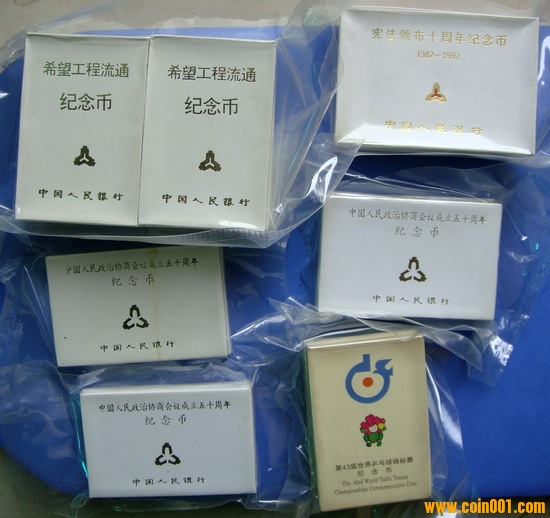 希望工程流通
纪念币
中国人民银行
希望工程流通
纪念币
中国人民银行
宪法颁布十周年纪念币
1982—1992
中国人民银行
中国人民政治协商会议成立五十周年
纪念币
中国人民银行
中国人民政治协商会议成立五十周年
纪念币
中国人民银行
中国人民政治协商会议成立五十周年
纪念币
中国人民银行
第43届世界乒乓球锦标赛
纪念币
The 43rd World Table Tennis
Championships Commemorative Coin
www.coin001.com